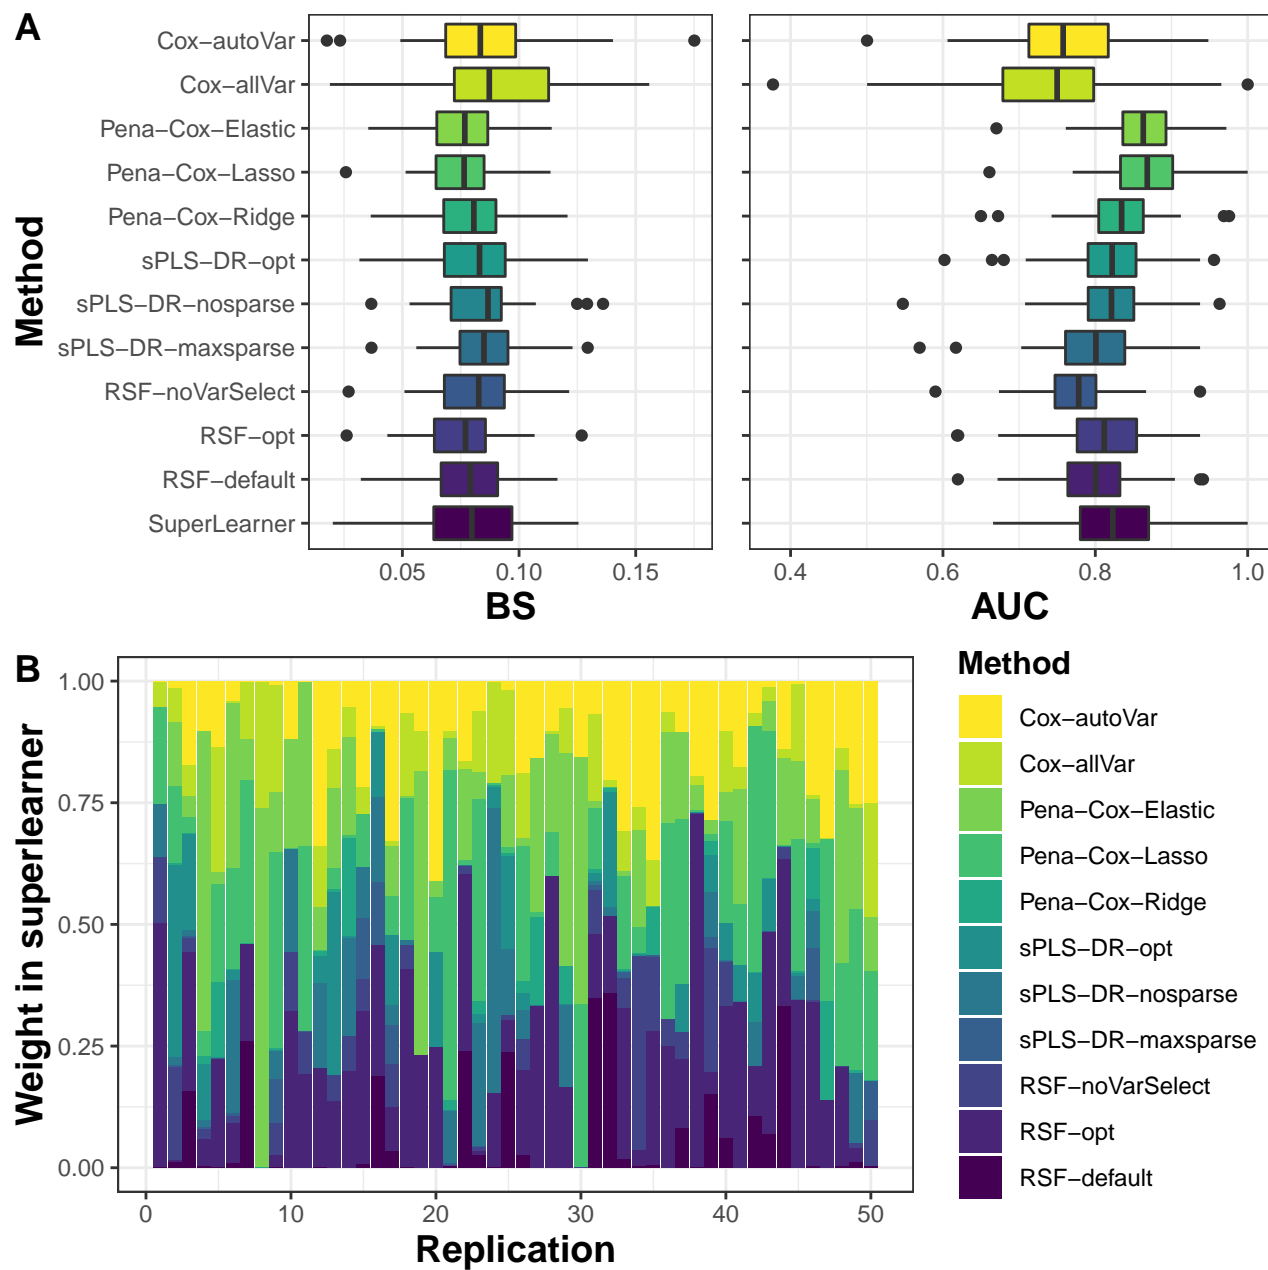 A
Method
Cox−autoVar
Cox−allVar
Pena−Cox−Elastic
Pena−Cox−Lasso
Pena−Cox−Ridge
sPLS−DR−opt
sPLS−DR−nosparse
sPLS−DR−maxsparse
RSF−noVarSelect
RSF−opt
RSF−default
SuperLearner
0.05 0.10 0.15
BS
0.4 0.6 0.8 1.0
AUC
B
Weight in superlearner
1.00
0.75
0.50
0.25
0.00
0 10 20 30 40 50
Replication
Method
Cox−autoVar
Cox−allVar
Pena−Cox−Elastic
Pena−Cox−Lasso
Pena−Cox−Ridge
sPLS−DR−opt
sPLS−DR−nosparse
sPLS−DR−maxsparse
RSF−noVarSelect
RSF−opt
RSF−default